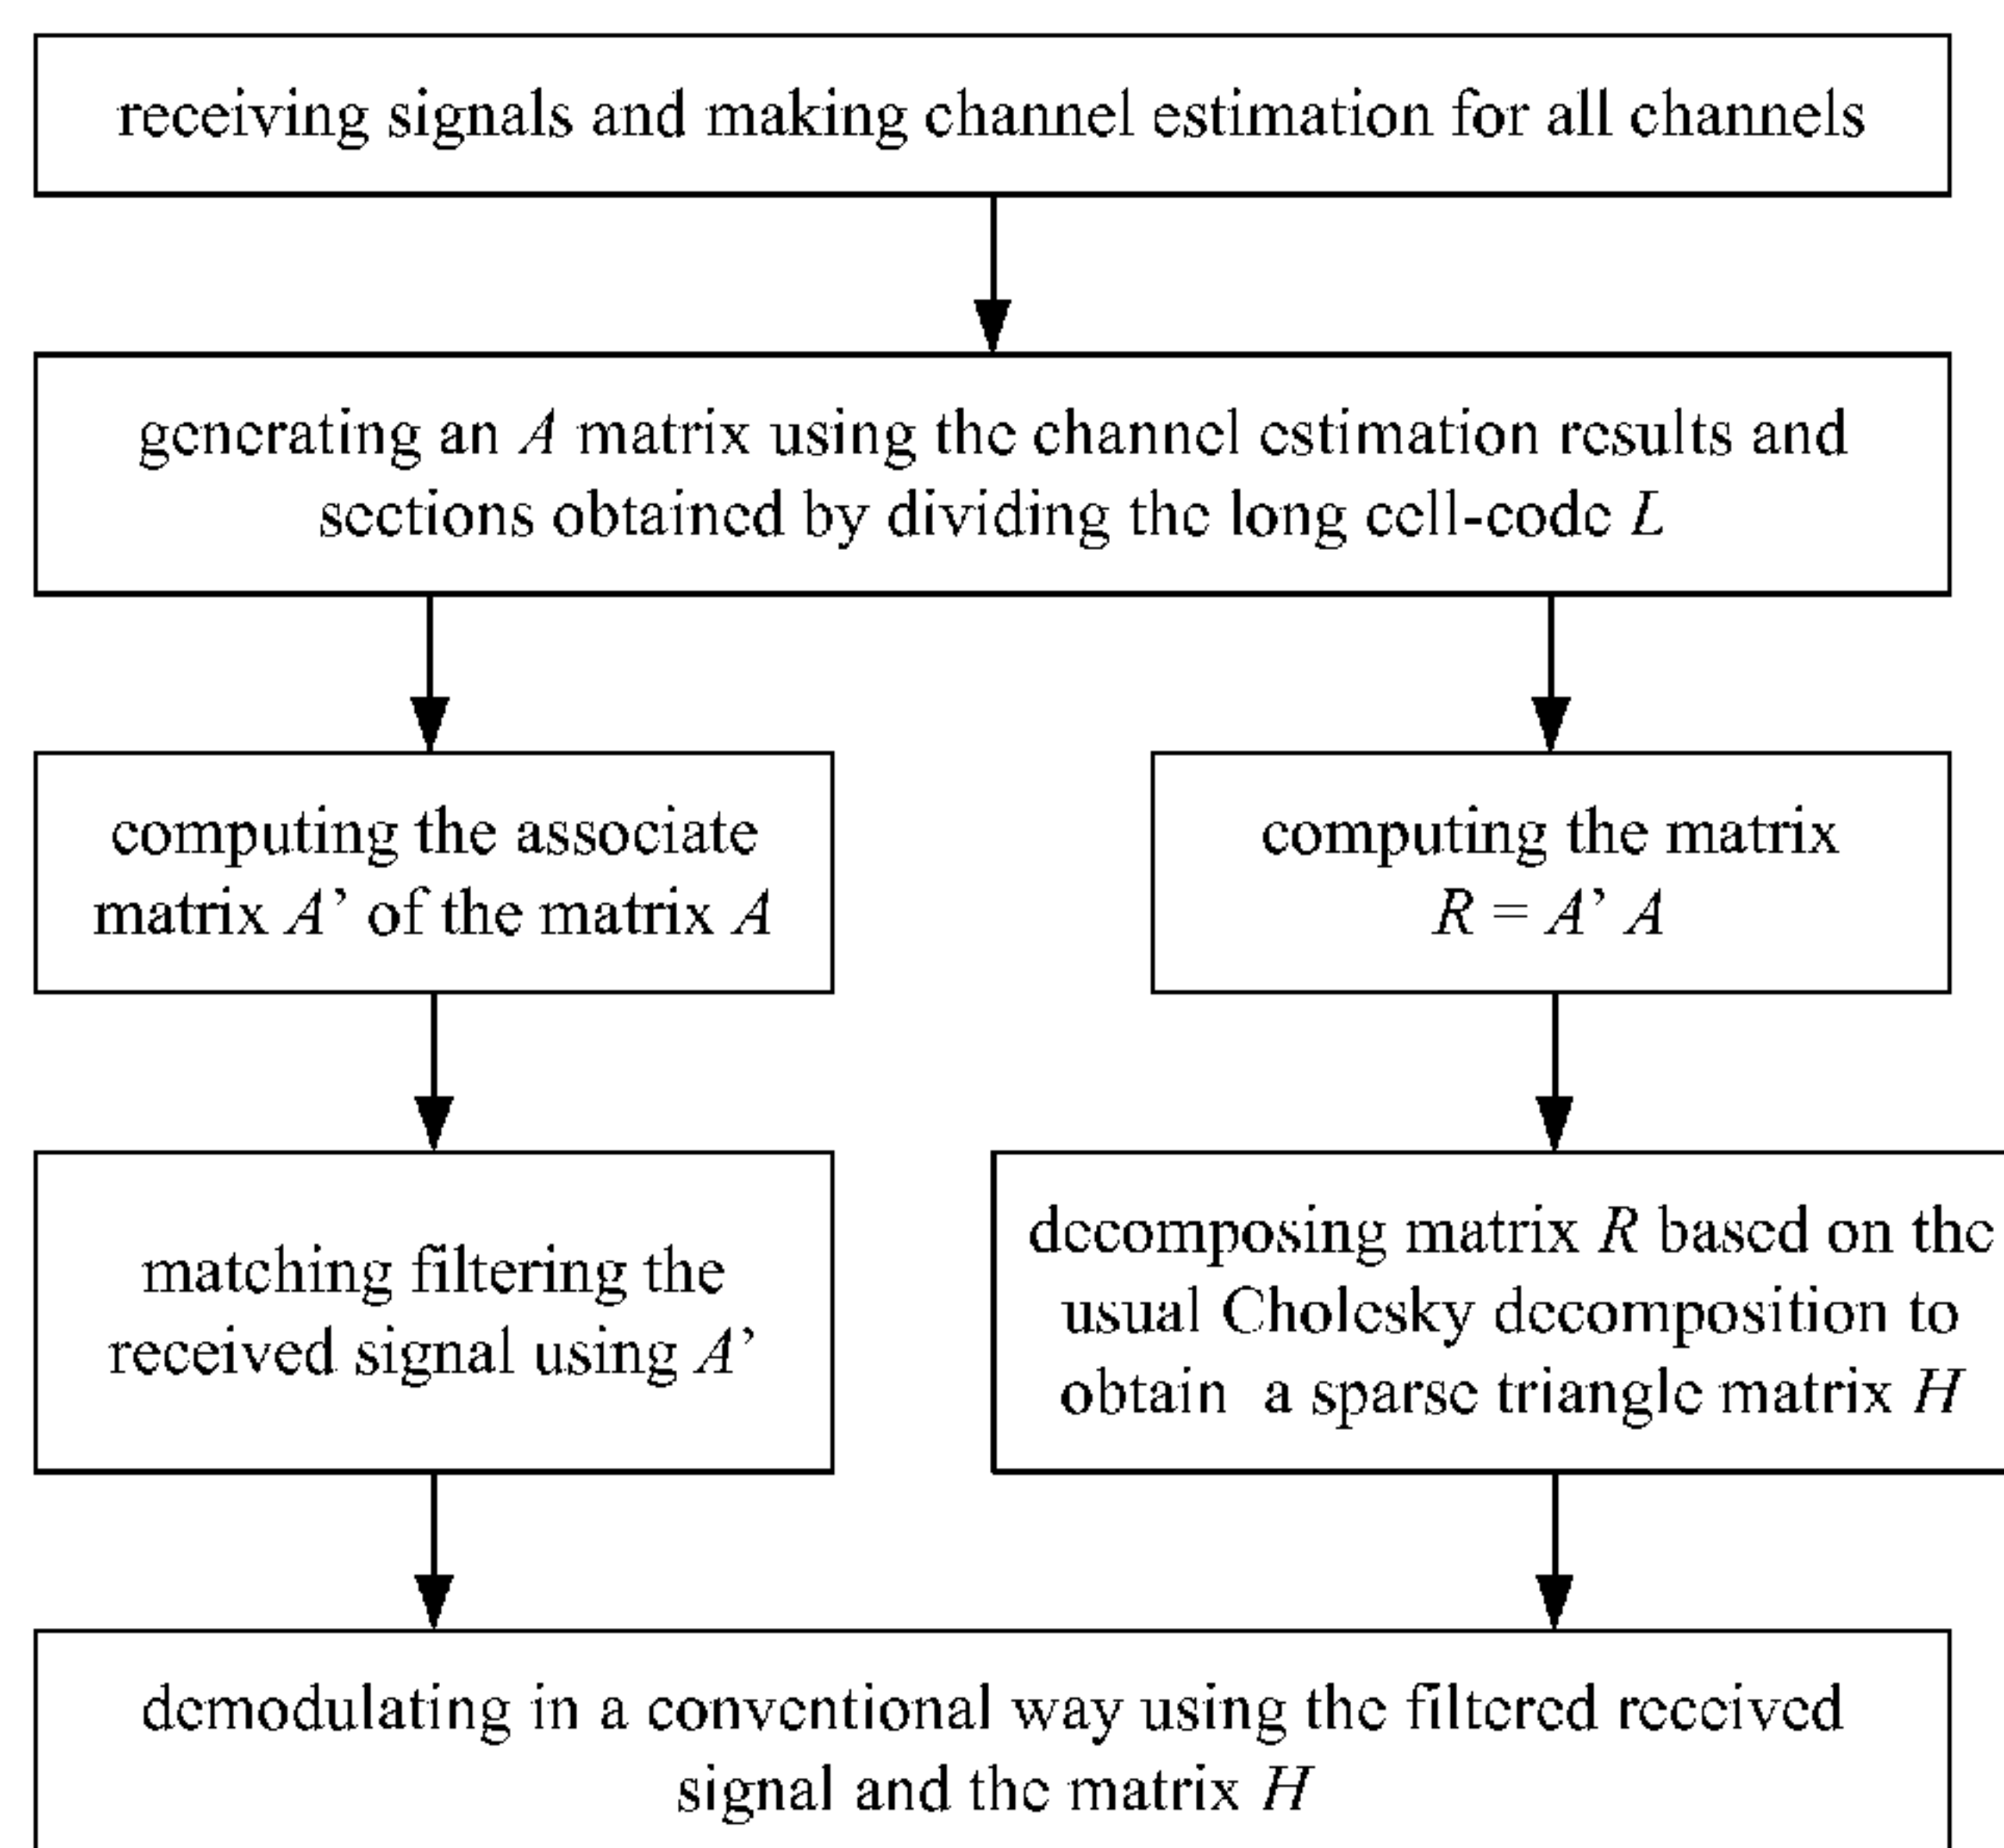 receiving signals and making channel estimation for all channels
generating an A matrix using the channel estimation results and
sections obtained by dividing the long cell-code L
computing the associate
matrix A’ of the matrix A
computing the matrix
R = A’ A
matching filtering the
received signal using A’
decomposing matrix R based on the
usual Cholesky decomposition to
obtain a sparse triangle matrix H
demodulating in a conventional way using the filtered received
signal and the matrix H